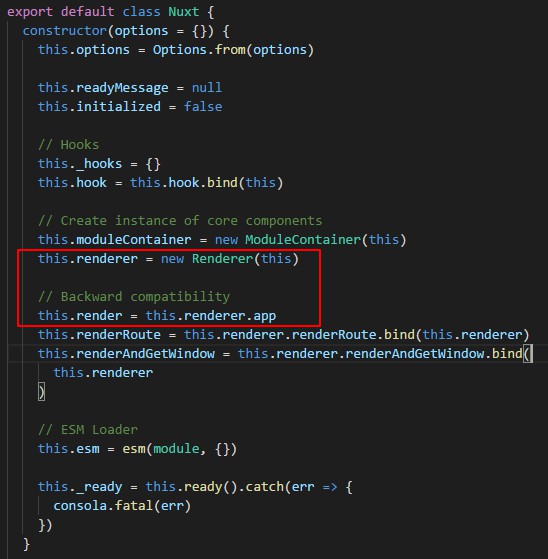 export default class Nuxt {
constructor(options = {}) {
this.options = Options.from(options)
this.readyMessage = null
this.initialized = false
// Hooks
this._hooks = {}
this.hook = this.hook.bind(this)
// Create instance of core components
this.moduleContainer = new ModuleContainer(this)
this.renderer = new Renderer(this)
// Backward compatibility
this.render = this.renderer.app
this.renderRoute = this.renderer.renderRoute.bind(this.renderer)
this.renderAndGetWindow = this.renderer.renderAndGetWindow.bind(
this.renderer
)
// ESM Loader
this.esm = esm(module, {})
this._ready = this.ready().catch(err => {
consola.fatal(err)
})
}